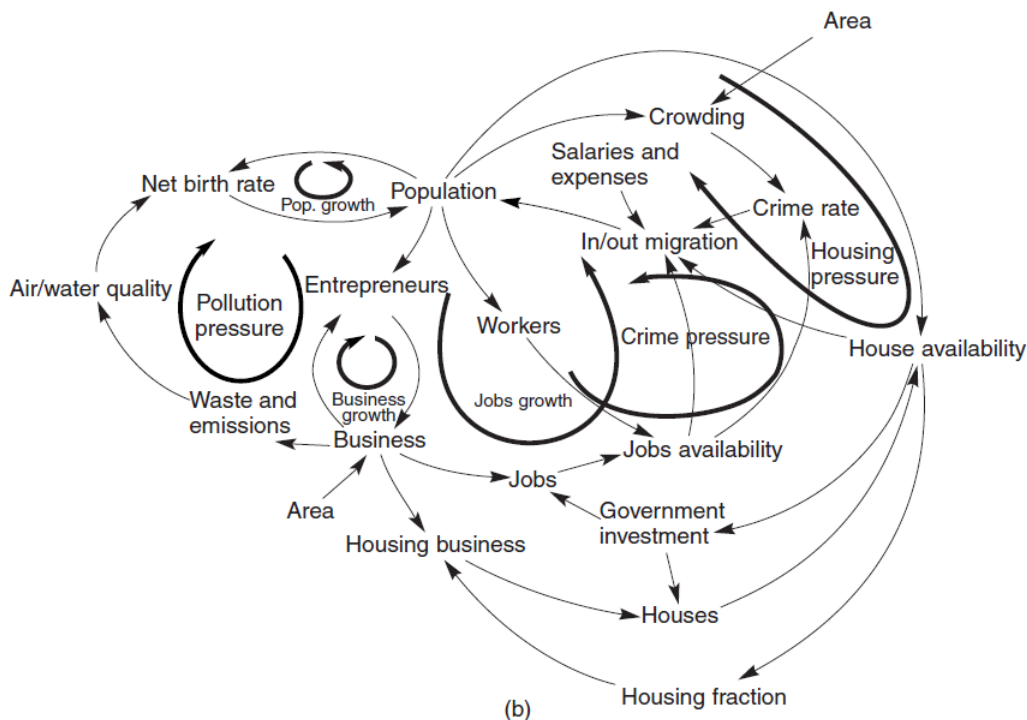 Area
Crowding
Salaries and
expenses
Net birth rate
Pop. growth
Population
Crime rate
In/out migration
Housing
pressure
Air/water quality
Pollution
pressure
Entrepreneurs
Workers
Crime pressure
House availability
Waste and
emissions
Business
growth
Jobs growth
Business
Jobs availability
Jobs
Area
Government
investment
Housing business
Houses
Housing fraction
(b)